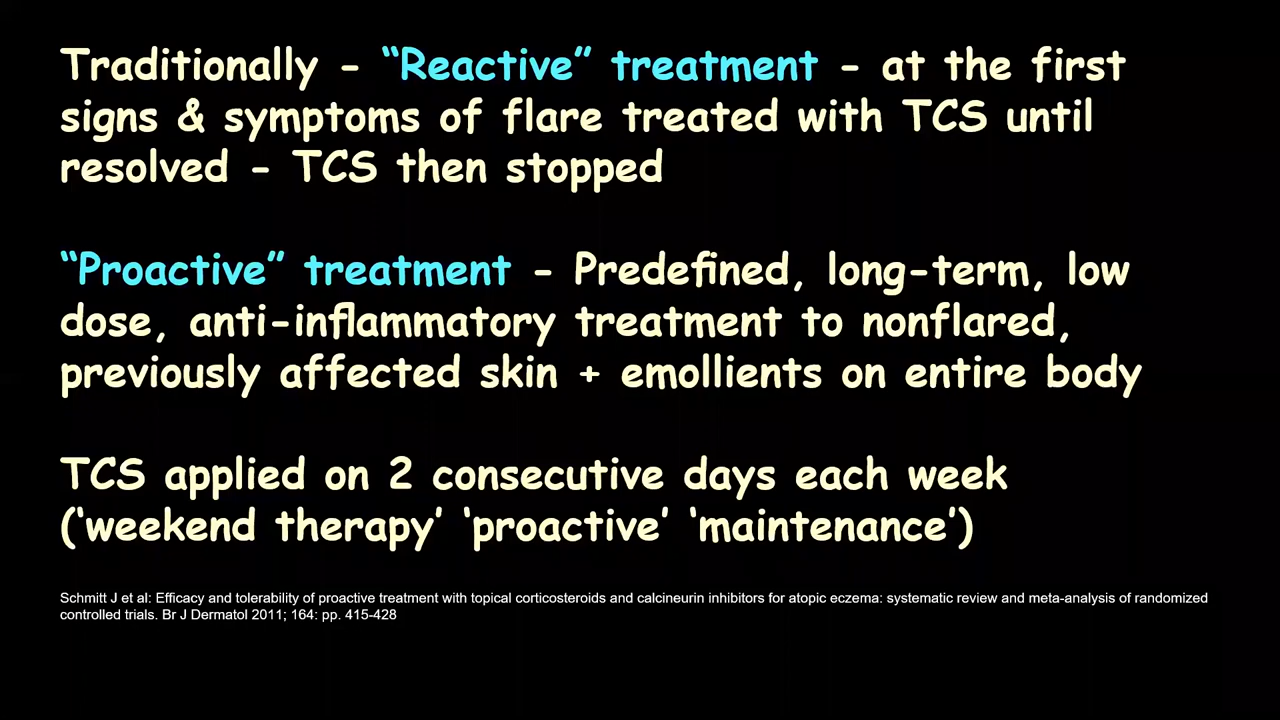 Traditionally - “Reactive” treatment - at the first
signs & symptoms of flare treated with TCS until
resolved - TCS then stopped
“Proactive” treatment - Predefined, long-term, low
dose, anti-inflammatory treatment to nonflared,
previously affected skin + emollients on entire body
TCS applied on 2 consecutive days each week
(‘weekend therapy’ ‘proactive’ ‘maintenance’)
Schmitt J et al: Efficacy and tolerability of proactive treatment with topical corticosteroids and calcineurin inhibitors for atopic eczema: systematic review and meta-analysis of randomized
controlled trials. Br J Dermatol 2011; 164: pp. 415-428